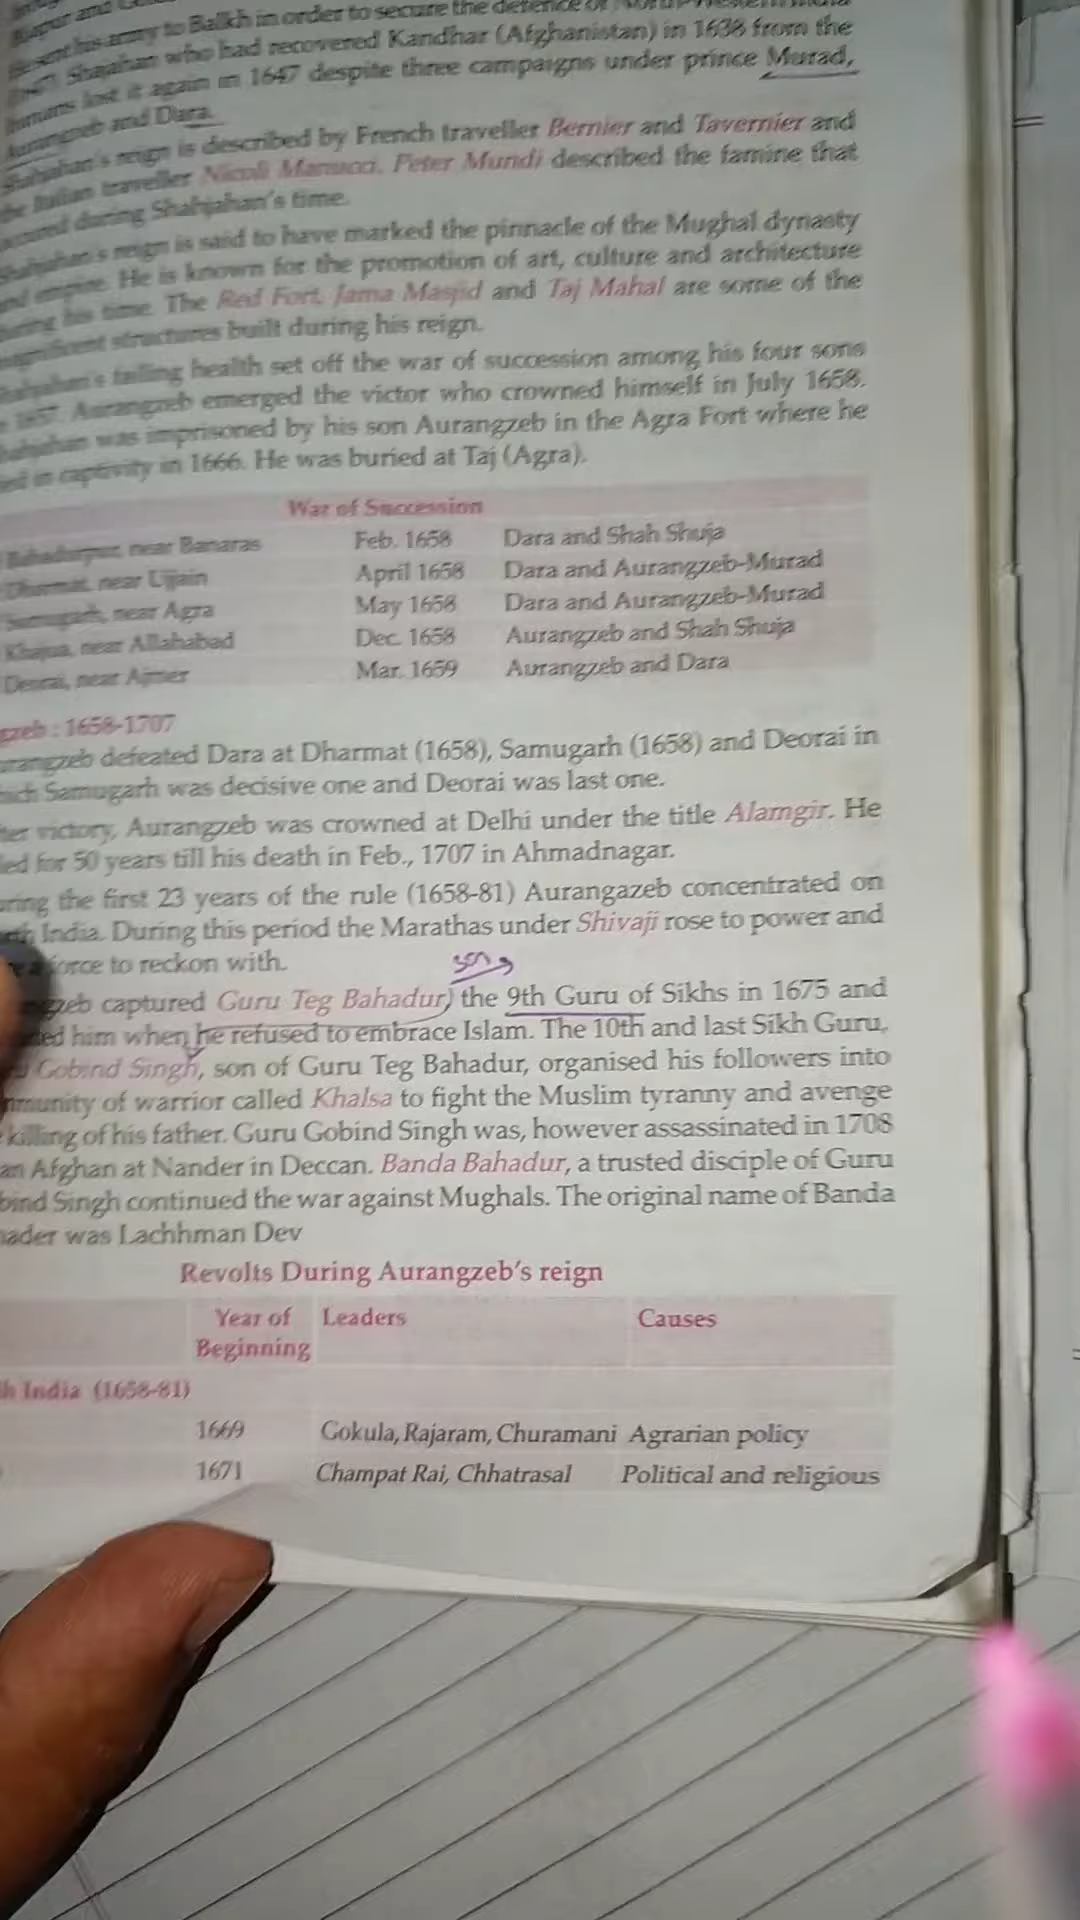 his army to Balkh in order to secure the defence of
Shajahan who had recovered Kandhar (Afghanistan) in 1638 from the
lost it again in 1647 despite three campaigns under prince Murad,
and Dara.
reign is described by French traveller Bernier and Tavernier and
Italian traveller Nicoli Manucci. Peter Mundi described the famine that
during Shahjahan's time.
reign is said to have marked the pinnacle of the Mughal dynasty
empire. He is known for the promotion of art, culture and architecture
his time. The Red Fort, Jama Masjid and Taj Mahal are some of the
structures built during his reign.
failing health set off the war of succession among his four sons
Aurangzeb emerged the victor who crowned himself in July 1658.
was imprisoned by his son Aurangzeb in the Agra Fort where he
in captivity in 1666. He was buried at Taj (Agra).
War of Succession
Bahadurpur, near Banaras Feb. 1658 Dara and Shah Shuja
Dharmat, near Ujjain April 1658 Dara and Aurangzeb-Murad
Samugarh, near Agra May 1658 Dara and Aurangzeb-Murad
Khajua, near Allahabad Dec. 1658 Aurangzeb and Shah Shuja
Deorai, near Ajmer Mar. 1659 Aurangzeb and Dara
gzeb : 1658-1707
urangzeb defeated Dara at Dharmat (1658), Samugarh (1658) and Deorai in
Samugarh was decisive one and Deorai was last one.
victory, Aurangzeb was crowned at Delhi under the title Alamgir. He
led for 50 years till his death in Feb., 1707 in Ahmadnagar.
uring the first 23 years of the rule (1658-81) Aurangazeb concentrated on
India. During this period the Marathas under Shivaji rose to power and
force to reckon with.
son
gzeb captured Guru Teg Bahadur) the 9th Guru of Sikhs in 1675 and
ed him when he refused to embrace Islam. The 10th and last Sikh Guru,
Gobind Singh, son of Guru Teg Bahadur, organised his followers into
mmunity of warrior called Khalsa to fight the Muslim tyranny and avenge
killing of his father. Guru Gobind Singh was, however assassinated in 1708
an Afghan at Nander in Deccan. Banda Bahadur, a trusted disciple of Guru
bind Singh continued the war against Mughals. The original name of Banda
ader was Lachhman Dev
Revolts During Aurangzeb's reign
Year of Leaders Causes
Beginning
h India (1658-81)
1669 Gokula, Rajaram, Churamani Agrarian policy
1671 Champat Rai, Chhatrasal Political and religious